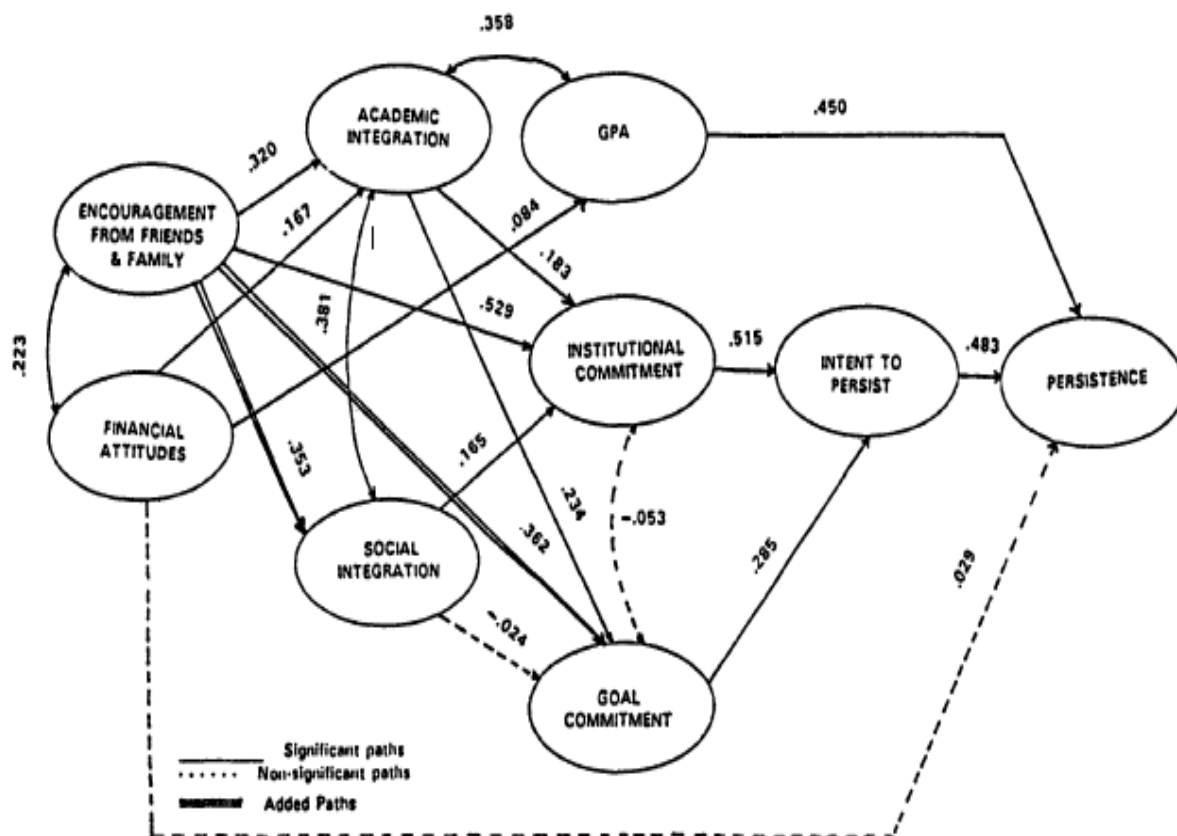 .358
ACADEMIC
INTEGRATION
GPA
.450
.320
ENCOURAGEMENT
FROM FRIENDS
& FAMILY
.167
.084
.183
.529
.381
.223
INSTITUTIONAL
COMMITMENT
.515
INTENT TO
PERSIST
.483
PERSISTENCE
FINANCIAL
ATTITUDES
.353
.165
.234
-.053
.362
.285
.029
SOCIAL
INTEGRATION
-.024
GOAL
COMMITMENT
Significant paths
Non-significant paths
Added Paths